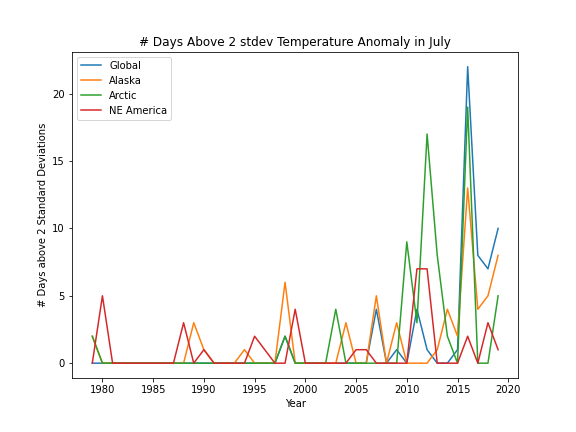 # Days Above 2 stdev Temperature Anomaly in July
Global
Alaska
Arctic
NE America
# Days above 2 Standard Deviations
20
15
10
5
0
1980 1985 1990 1995 2000 2005 2010 2015 2020
Year